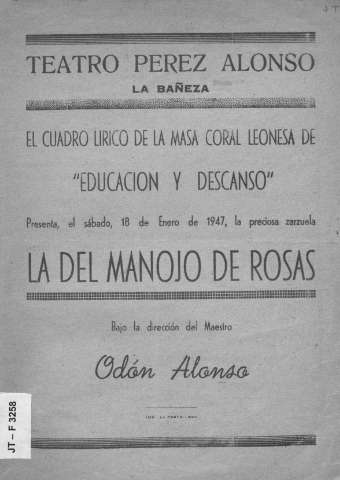 TEATRO PEREZ ALONSO
LA BAÑEZA
EL CUADRO LIRICO DE LA MASA CORAL LEONESA DE
"EDUCACION Y DESCANSO"
Presenta, el sábado, 18 de Enero de 1947, la preciosa zarzuela
LA DEL MANOJO DE ROSAS
Bajo la dirección del Maestro
Odón Alonso
JT - F 3258